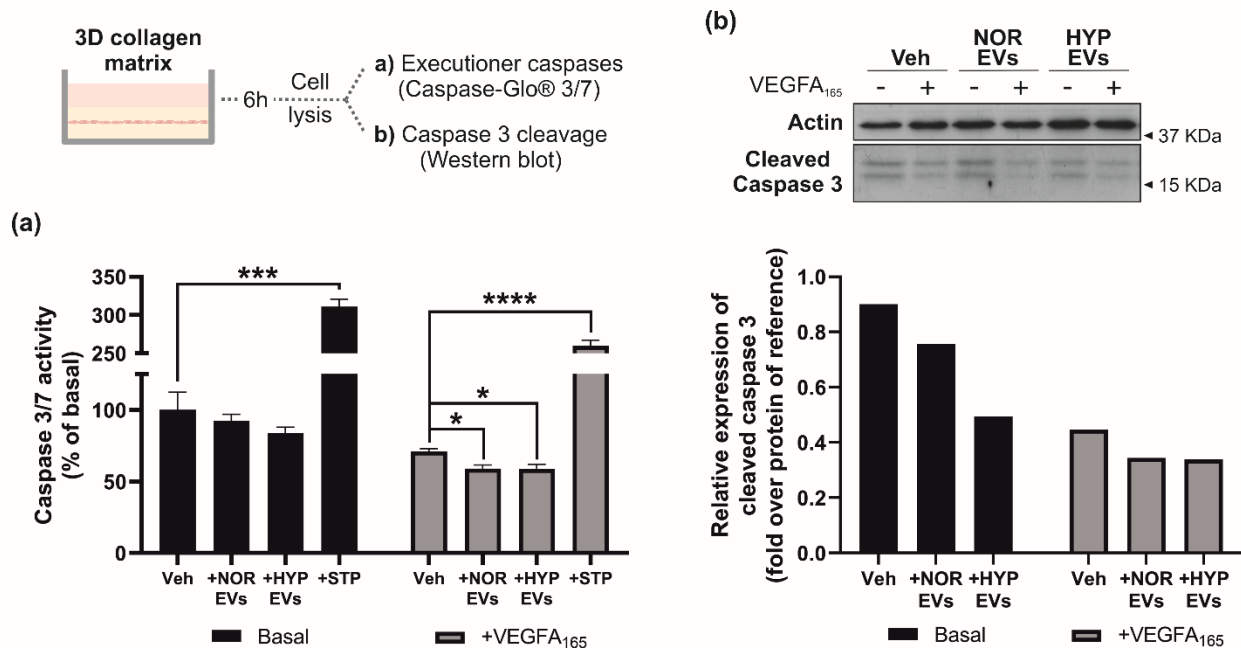 3D collagen
matrix
6h
Cell
lysis
a) Executioner caspases
(Caspase-Glo® 3/7)
b) Caspase 3 cleavage
(Western blot)
(b)
Veh
NOR
EVs
HYP
EVs
VEGFA₁₆₅
- + - + - +
Actin
37 KDa
Cleaved
Caspase 3
15 KDa
(a)
Caspase 3/7 activity
(% of basal)
350
300
250
100
50
0
***
****
*
*
Veh
+NOR
EVs
+HYP
EVs
+STP
Veh
+NOR
EVs
+HYP
EVs
+STP
Basal
+VEGFA₁₆₅
Relative expression of
cleaved caspase 3
(fold over protein of reference)
1.0
0.8
0.6
0.4
0.2
0.0
Veh
+NOR
EVs
+HYP
EVs
Veh
+NOR
EVs
+HYP
EVs
Basal
+VEGFA₁₆₅